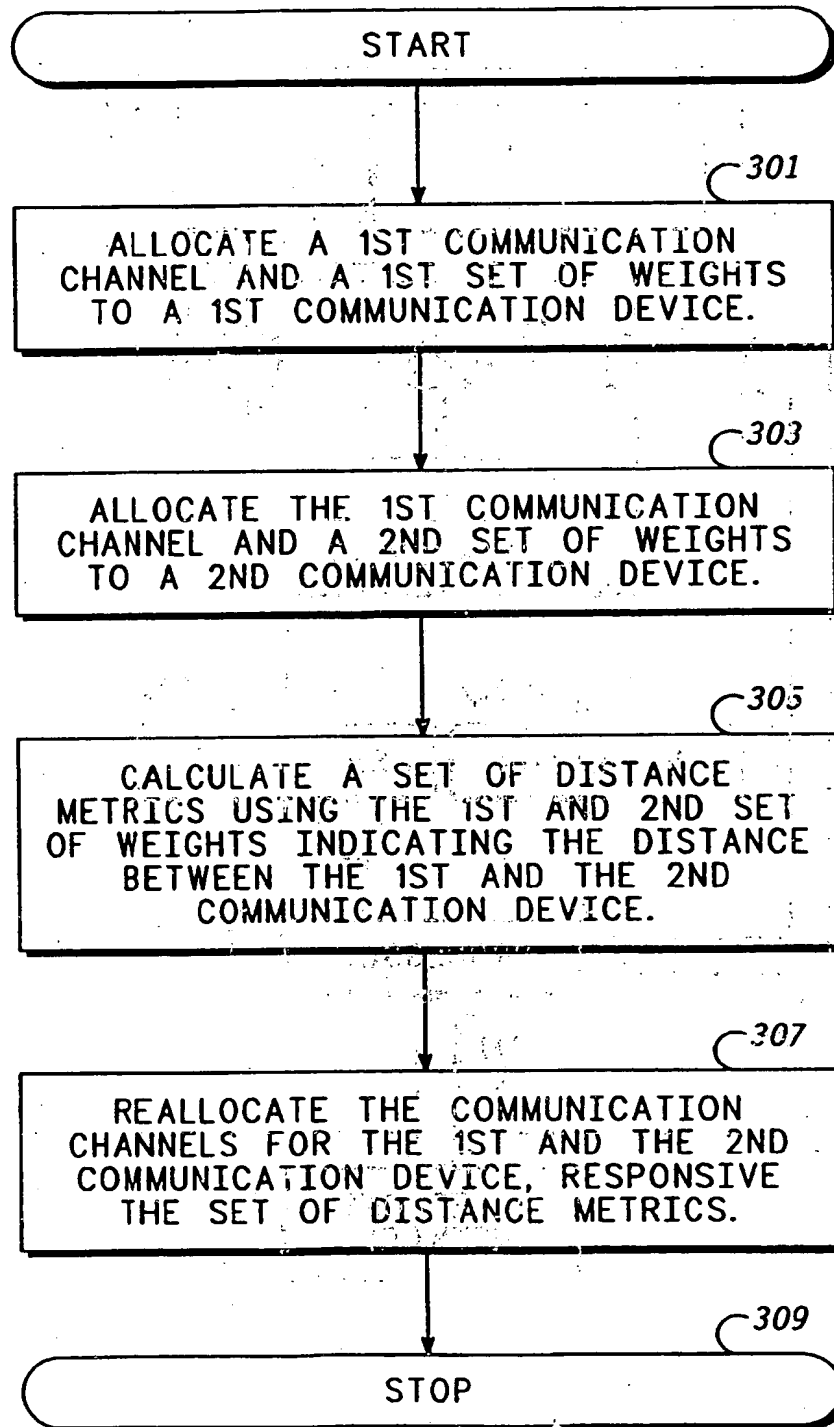 START
301
ALLOCATE A 1ST COMMUNICATION
CHANNEL AND A 1ST SET OF WEIGHTS
TO A 1ST COMMUNICATION DEVICE.
303
ALLOCATE THE 1ST COMMUNICATION
CHANNEL AND A 2ND SET OF WEIGHTS
TO A 2ND COMMUNICATION DEVICE.
305
CALCULATE A SET OF DISTANCE
METRICS USING THE 1ST AND 2ND SET
OF WEIGHTS INDICATING THE DISTANCE
BETWEEN THE 1ST AND THE 2ND
COMMUNICATION DEVICE.
307
REALLOCATE THE COMMUNICATION
CHANNELS FOR THE 1ST AND THE 2ND
COMMUNICATION DEVICE, RESPONSIVE
THE SET OF DISTANCE METRICS.
309
STOP